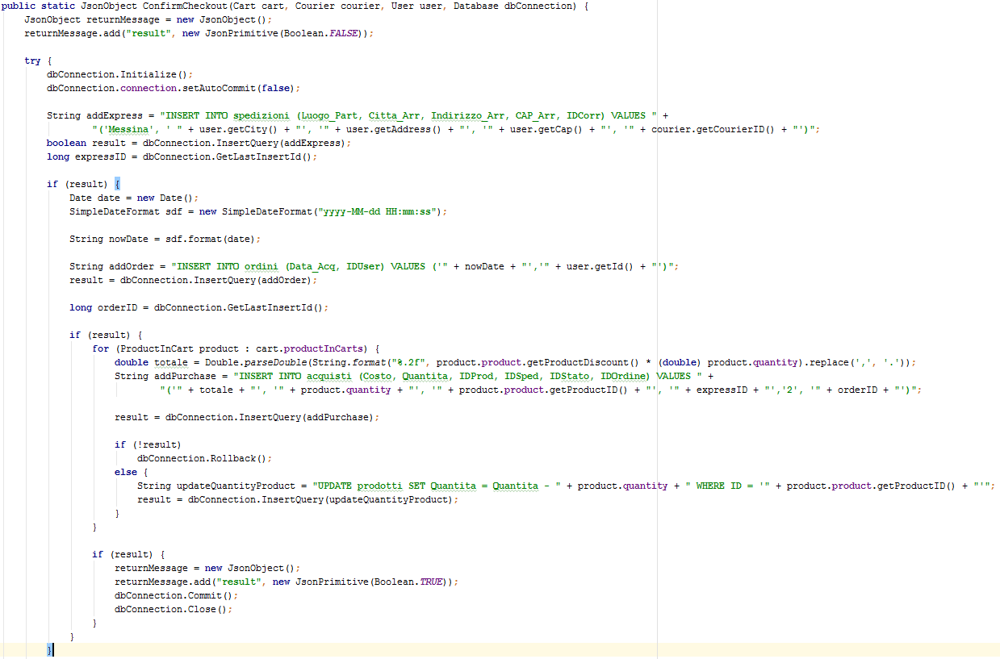 public static JsonObject ConfirmCheckout(Cart cart, Courier courier, User user, Database dbConnection) {
JsonObject returnMessage = new JsonObject();
returnMessage.add("result", new JsonPrimitive(Boolean.FALSE));
try {
dbConnection.Initialize();
dbConnection.connection.setAutoCommit(false);
String addExpress = "INSERT INTO spedizioni (Luogo_Part, Citta_Arr, Indirizzo_Arr, CAP_Arr, IDCorr) VALUES " +
"('Messina', ' " + user.getCity() + "', '" + user.getAddress() + "', '" + user.getCap() + "', '" + courier.getCourierID() + "')";
boolean result = dbConnection.InsertQuery(addExpress);
long expressID = dbConnection.GetLastInsertId();
if (result) {
Date date = new Date();
SimpleDateFormat sdf = new SimpleDateFormat("yyyy-MM-dd HH:mm:ss");
String nowDate = sdf.format(date);
String addOrder = "INSERT INTO ordini (Data_Acq, IDUser) VALUES ('" + nowDate + "','" + user.getId() + "')";
result = dbConnection.InsertQuery(addOrder);
long orderID = dbConnection.GetLastInsertId();
if (result) {
for (ProductInCart product : cart.productInCarts) {
double totale = Double.parseDouble(String.format("%.2f", product.product.getProductDiscount() * (double) product.quantity).replace(',', '.'));
String addPurchase = "INSERT INTO acquisti (Costo, Quantita, IDProd, IDSped, IDStato, IDOrdine) VALUES " +
"('" + totale + "', '" + product.quantity + "', '" + product.product.getProductID() + "', '" + expressID + "','2', '" + orderID + "')";
result = dbConnection.InsertQuery(addPurchase);
if (!result)
dbConnection.Rollback();
else {
String updateQuantityProduct = "UPDATE prodotti SET Quantita = Quantita - " + product.quantity + " WHERE ID = '" + product.product.getProductID() + "'";
result = dbConnection.InsertQuery(updateQuantityProduct);
}
}
if (result) {
returnMessage = new JsonObject();
returnMessage.add("result", new JsonPrimitive(Boolean.TRUE));
dbConnection.Commit();
dbConnection.Close();
}
}
}